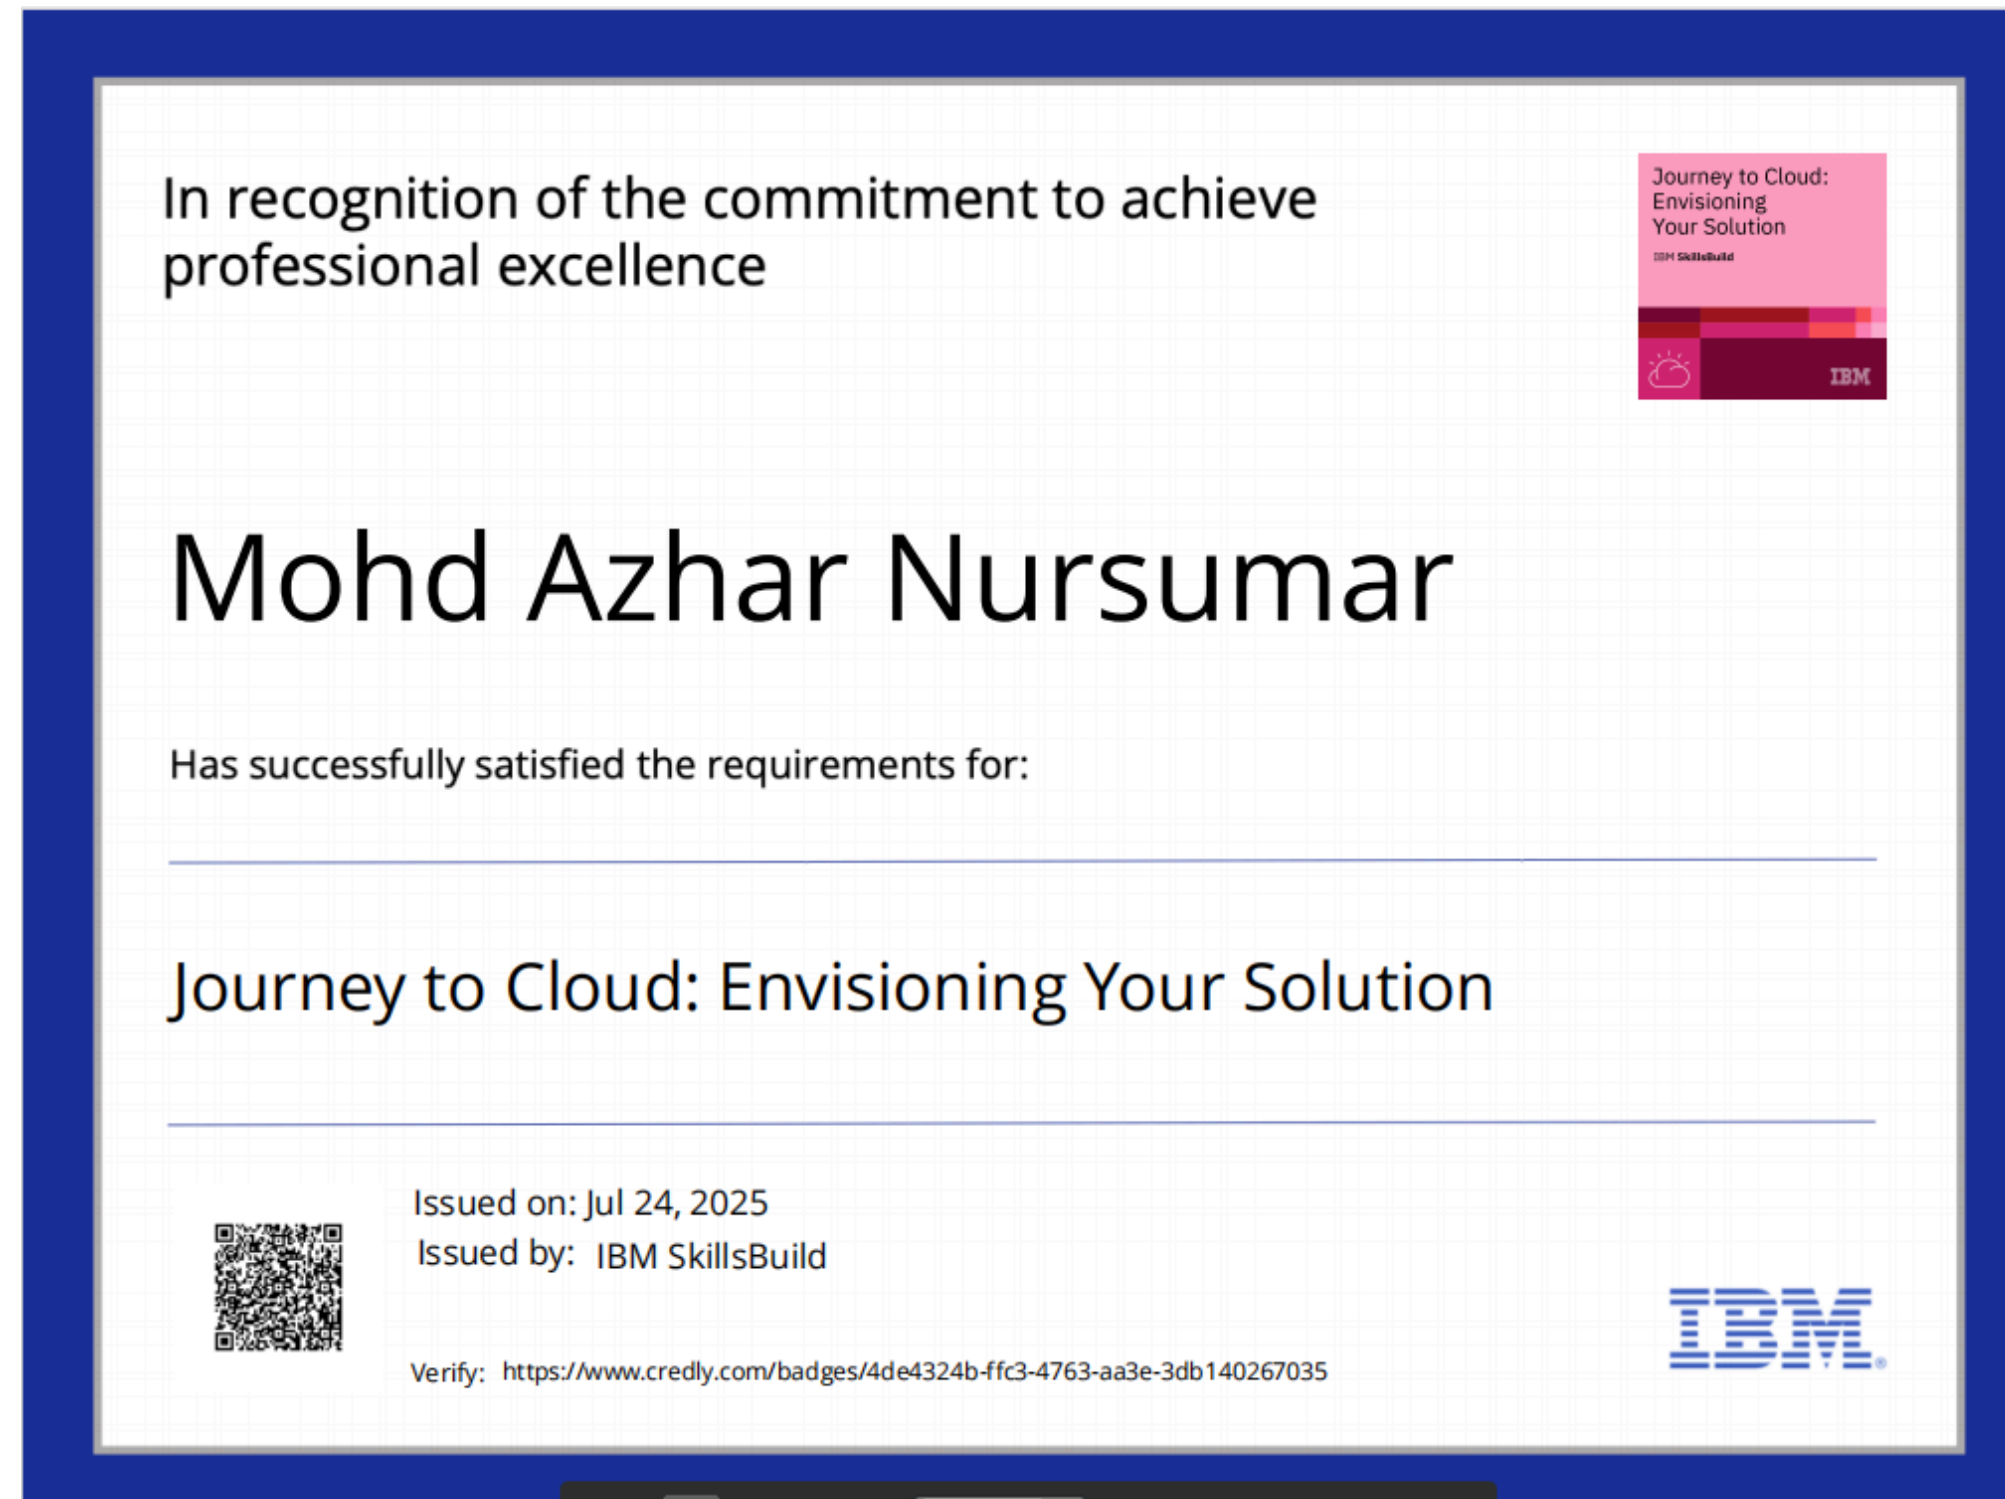 In recognition of the commitment to achieve
professional excellence
Journey to Cloud:
Envisioning
Your Solution
IBM SkillsBuild
IBM
Mohd Azhar Nursumar
Has successfully satisfied the requirements for:
Journey to Cloud: Envisioning Your Solution
Issued on: Jul 24, 2025
Issued by: IBM SkillsBuild
Verify: https://www.credly.com/badges/4de4324b-ffc3-4763-aa3e-3db140267035
IBM®